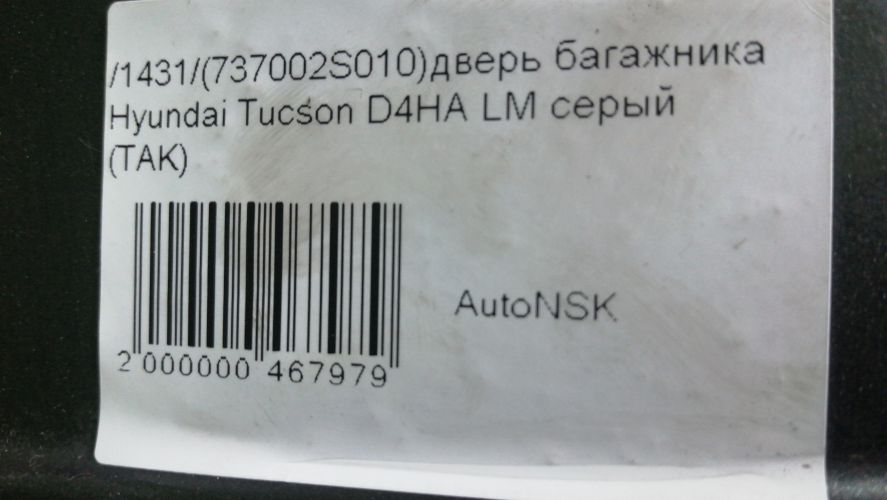 /1431/(737002S010)дверь багажника
Hyundai Tucson D4HA LM серый
(TAK)
AutoNSK
2 000000 467979